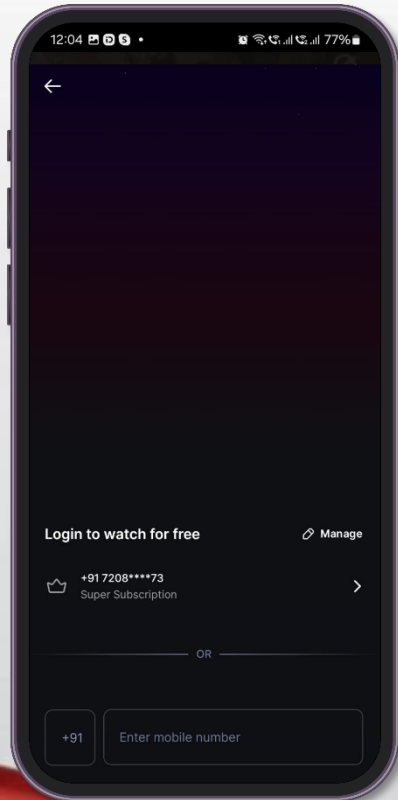 12:04
77%
Login to watch for free
Manage
+91 7208****73
Super Subscription
OR
+91
Enter mobile number